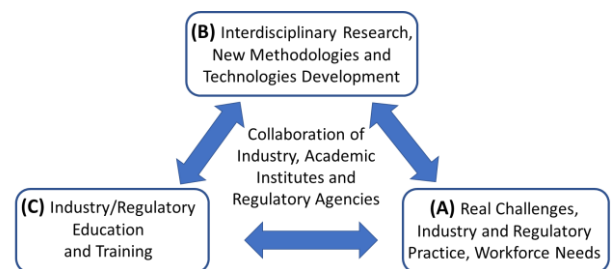 (B) Interdisciplinary Research,
New Methodologies and
Technologies Development
Collaboration of
Industry, Academic
Institutes and
Regulatory Agencies
(C) Industry/Regulatory
Education
and Training
(A) Real Challenges,
Industry and Regulatory
Practice, Workforce Needs